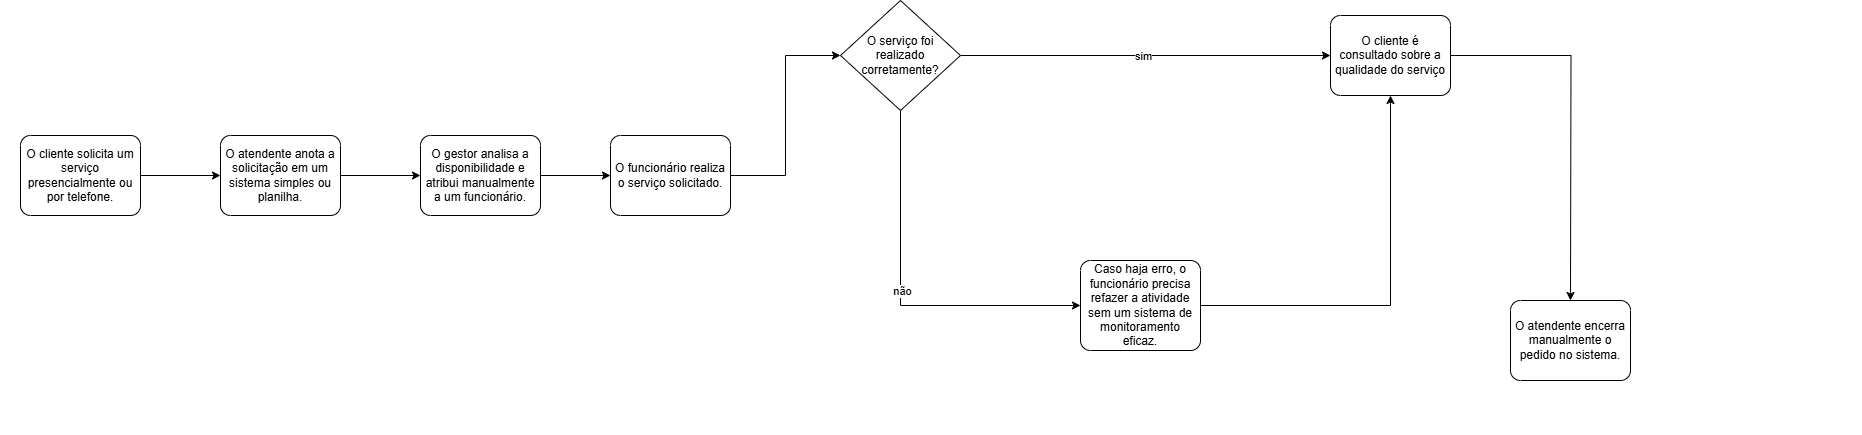 O cliente solicita um
serviço
presencialmente ou
por telefone.
O atendente anota a
solicitação em um
sistema simples ou
planilha.
O gestor analisa a
disponibilidade e
atribui manualmente
a um funcionário.
O funcionário realiza
o serviço solicitado.
O serviço foi
realizado
corretamente?
sim
não
Caso haja erro, o
funcionário precisa
refazer a atividade
sem um sistema de
monitoramento
eficaz.
O cliente é
consultado sobre a
qualidade do serviço
O atendente encerra
manualmente o
pedido no sistema.